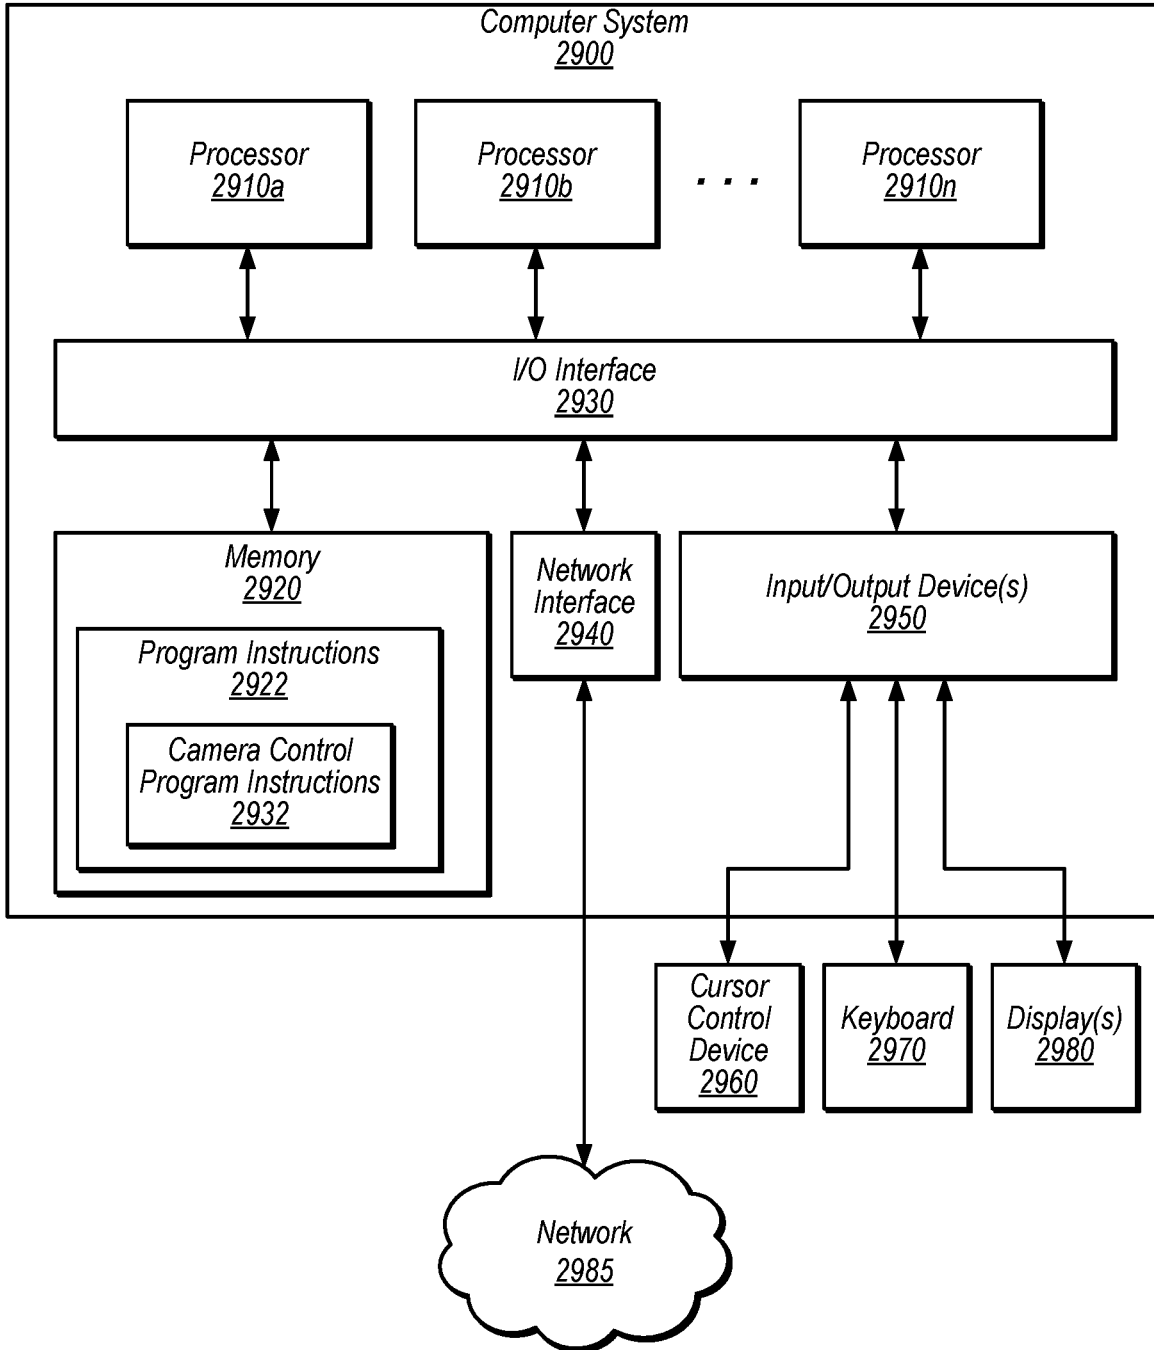 Computer System
2900
Processor
2910a
Processor
2910b
. . .
Processor
2910n
I/O Interface
2930
Memory
2920
Program Instructions
2922
Camera Control
Program Instructions
2932
Network
Interface
2940
Input/Output Device(s)
2950
Cursor
Control
Device
2960
Keyboard
2970
Display(s)
2980
Network
2985